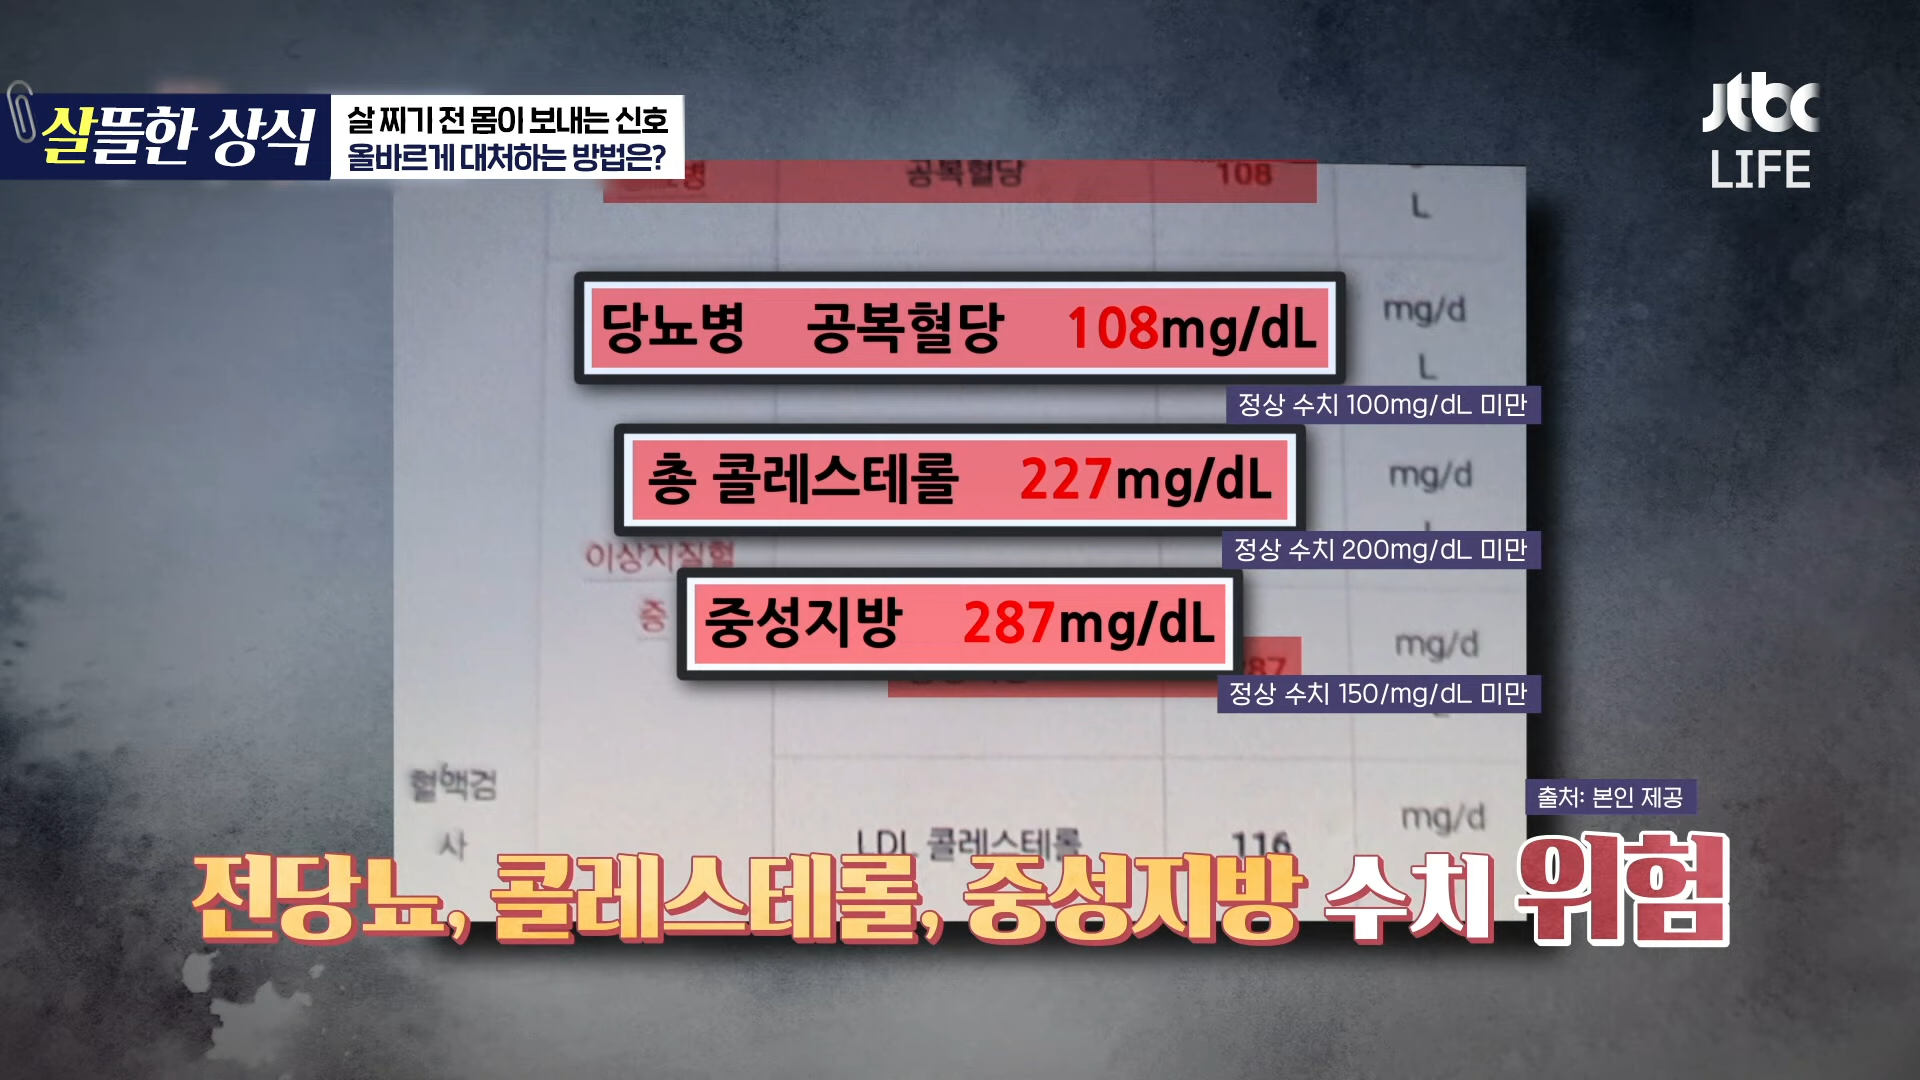 살뜰한 상식
살 찌기 전 몸이 보내는 신호
올바르게 대처하는 방법은?
jtbc
LIFE
공복혈당 108
L
당뇨병 공복혈당 108mg/dL
mg/d
L
정상 수치 100mg/dL 미만
총 콜레스테롤 227mg/dL
mg/d
정상 수치 200mg/dL 미만
이상지질혈
증
중성지방 287mg/dL
mg/d
정상 수치 150/mg/dL 미만
혈액검
사
출처: 본인 제공
LDL 콜레스테롤 116 mg/d
전당뇨, 콜레스테롤, 중성지방 수치 위험